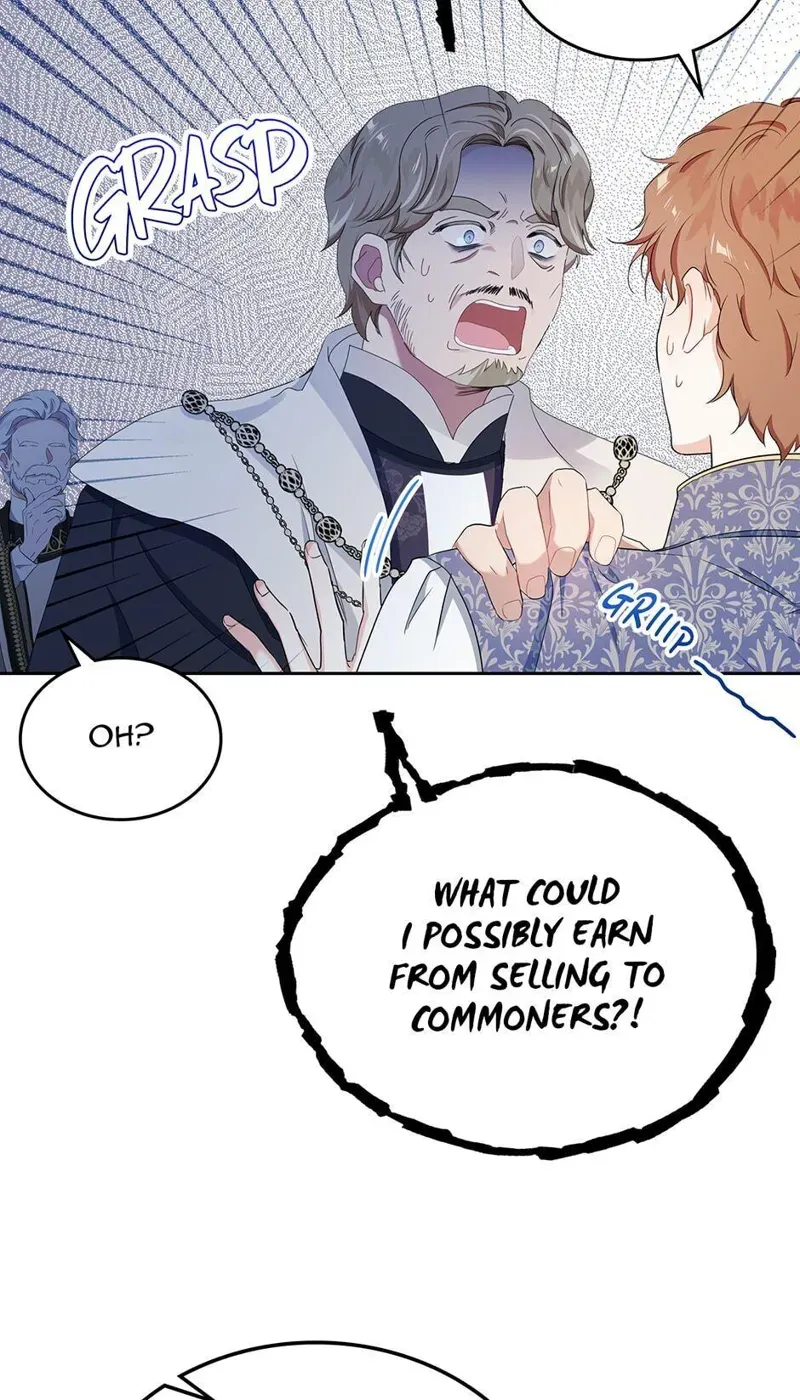 GRASP
GRIIIP
OH?
WHAT COULD
I POSSIBLY EARN
FROM SELLING TO
COMMONERS?!